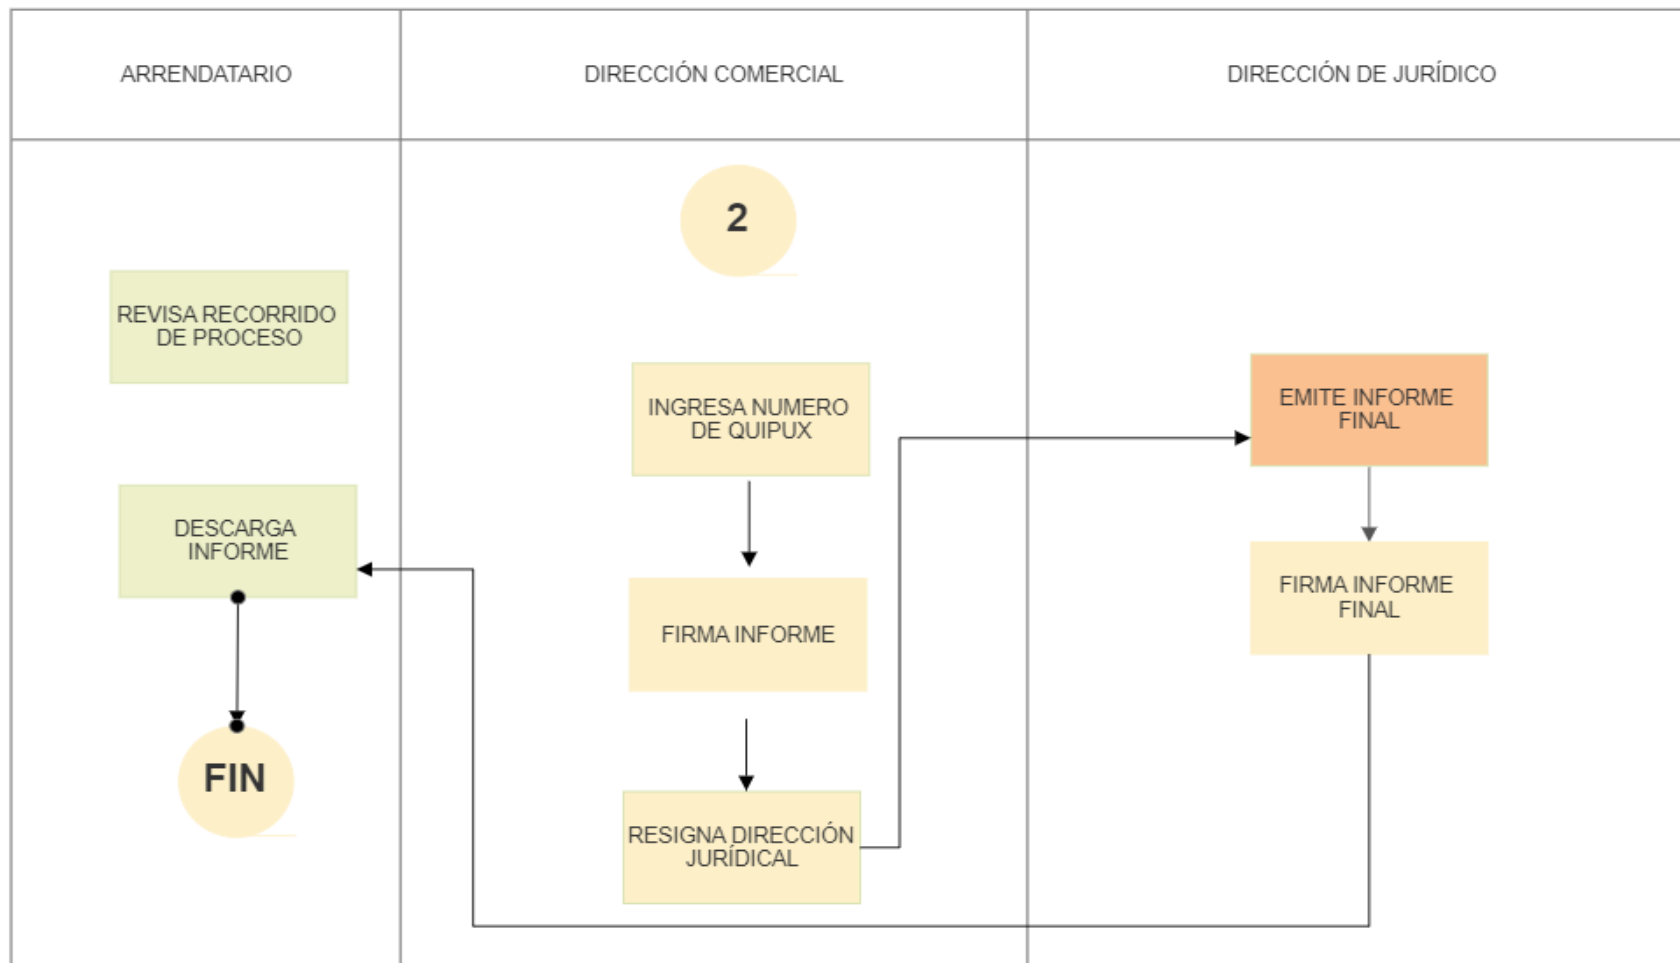 ARRENDATARIO
DIRECCIÓN COMERCIAL
DIRECCIÓN DE JURÍDICO
2
REVISA RECORRIDO
DE PROCESO
INGRESA NUMERO
DE QUIPUX
EMITE INFORME
FINAL
DESCARGA
INFORME
FIRMA INFORME
FIRMA INFORME
FINAL
FIN
RESIGNA DIRECCIÓN
JURÍDICAL